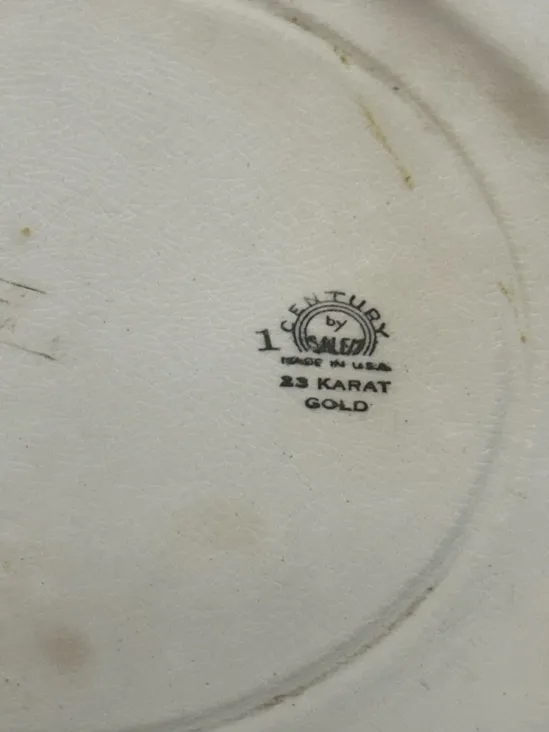 CENTURY
by
1 SALEM
MADE IN U.S.A.
23 KARAT
GOLD